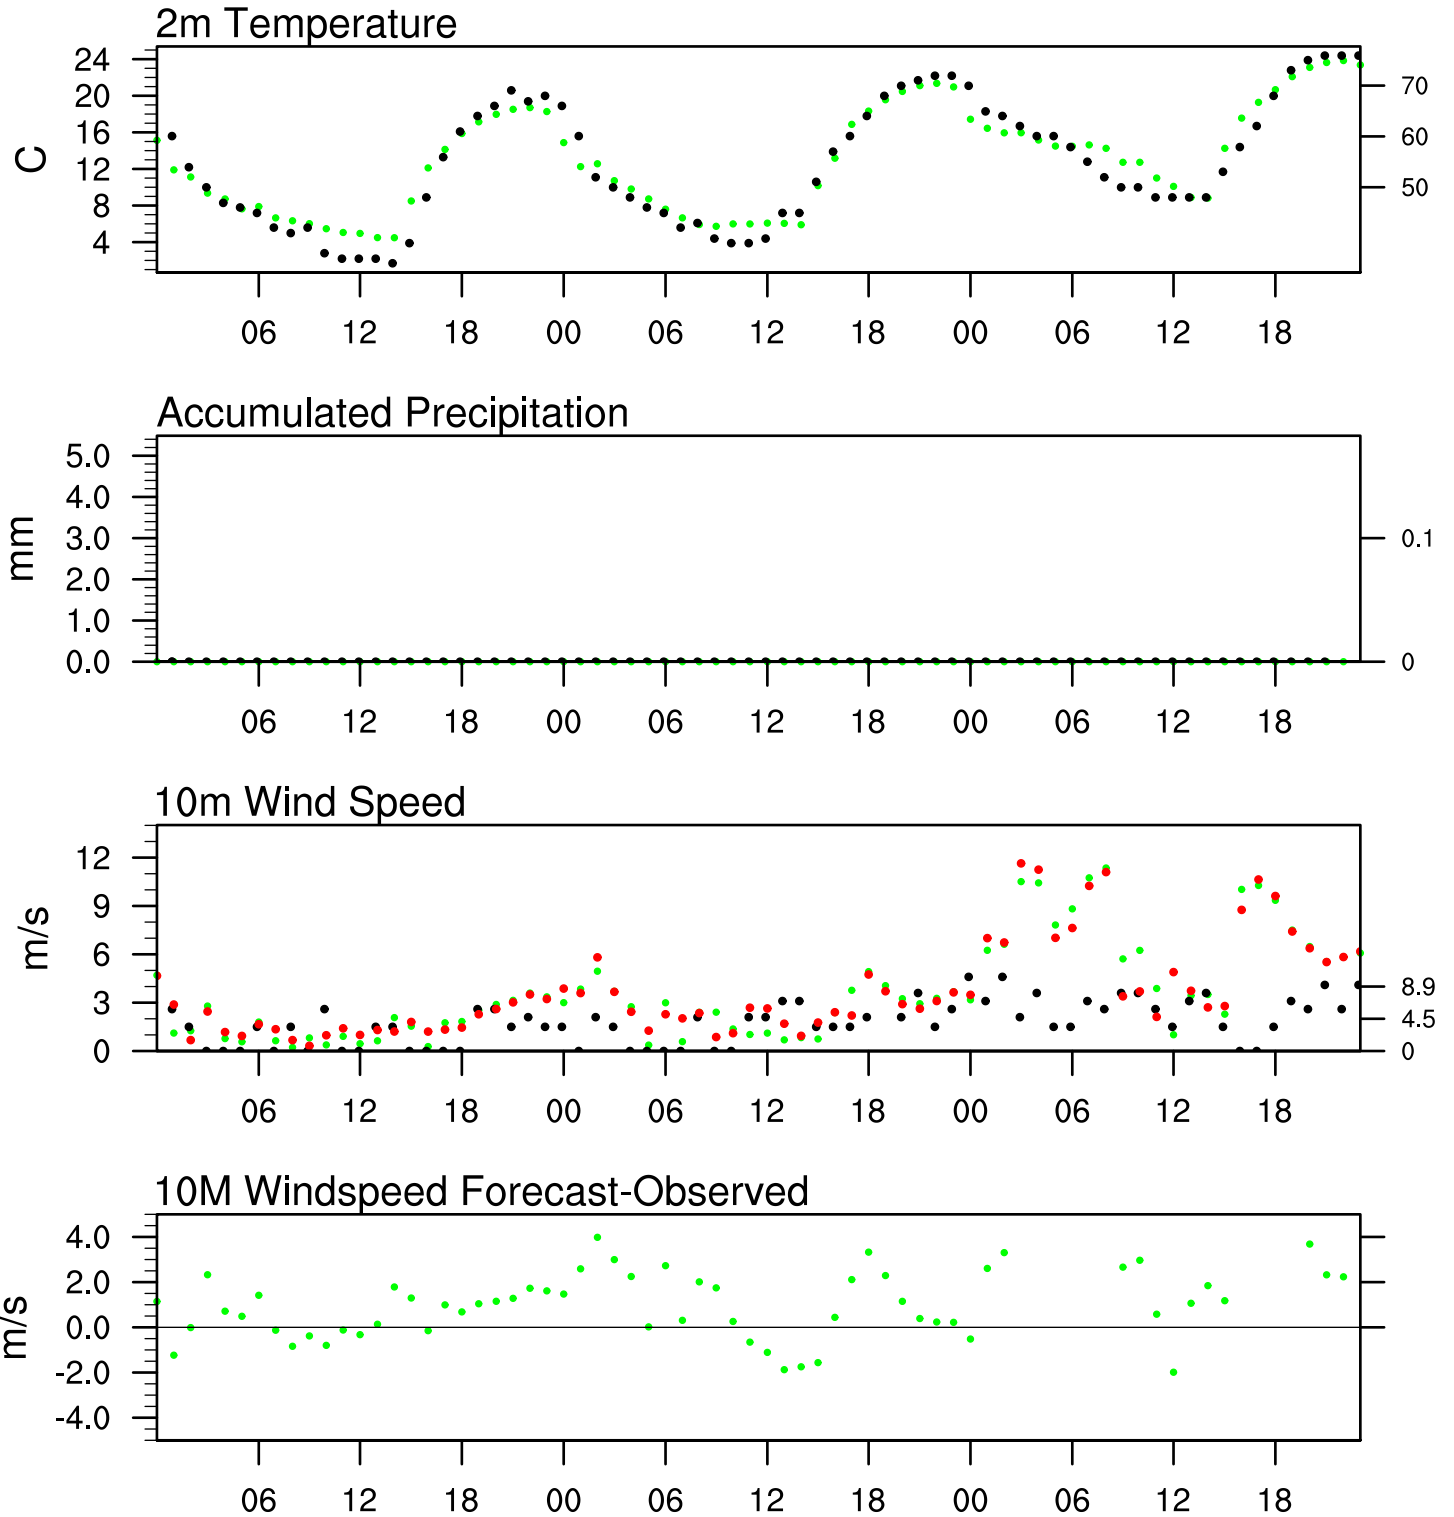 2m Temperature
24
20
16
12
8
4
C
70
60
50
06 12 18 00 06 12 18 00 06 12 18
Accumulated Precipitation
5.0
4.0
3.0
2.0
1.0
0.0
mm
0.1
0
06 12 18 00 06 12 18 00 06 12 18
10m Wind Speed
12
9
6
3
0
m/s
8.9
4.5
0
06 12 18 00 06 12 18 00 06 12 18
10M Windspeed Forecast-Observed
4.0
2.0
0.0
-2.0
-4.0
m/s
06 12 18 00 06 12 18 00 06 12 18